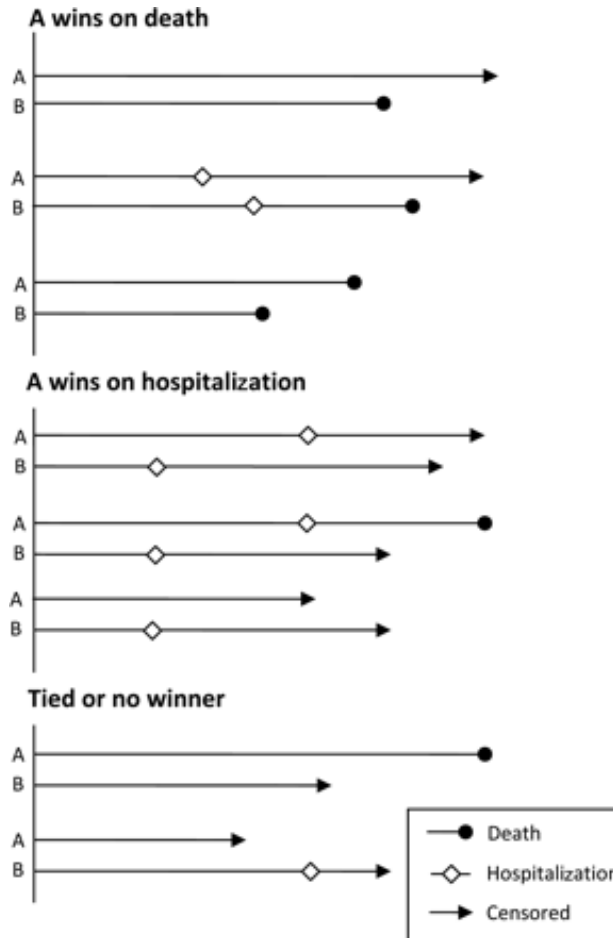 A wins on death
A
B
A
B
A
B
A wins on hospitalization
A
B
A
B
A
B
Tied or no winner
A
B
A
B
Death
Hospitalization
Censored